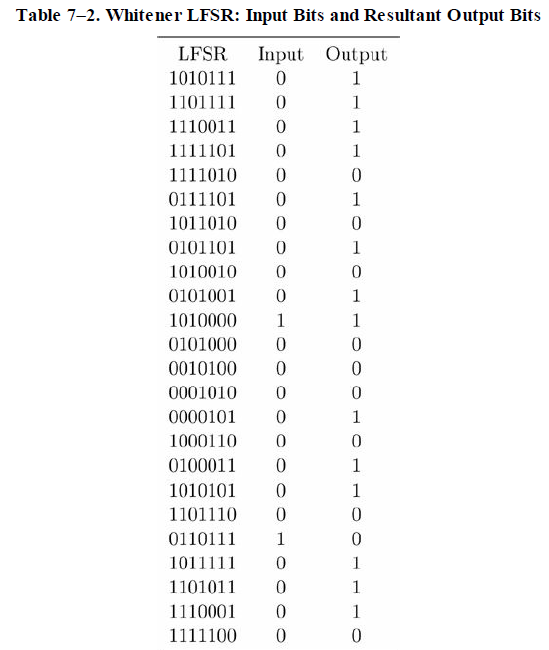 Table 7–2. Whitener LFSR: Input Bits and Resultant Output Bits
LFSR Input Output
1010111 0 1
1101111 0 1
1110011 0 1
1111101 0 1
1111010 0 0
0111101 0 1
1011010 0 0
0101101 0 1
1010010 0 0
0101001 0 1
1010000 1 1
0101000 0 0
0010100 0 0
0001010 0 0
0000101 0 1
1000110 0 0
0100011 0 1
1010101 0 1
1101110 0 0
0110111 1 0
1011111 0 1
1101011 0 1
1110001 0 1
1111100 0 0